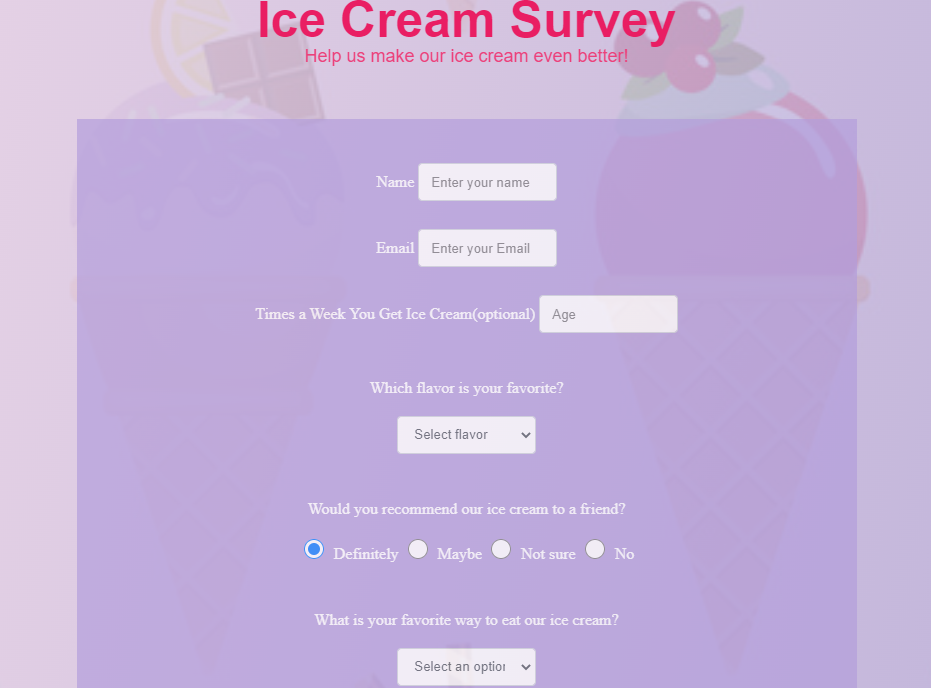 Ice Cream Survey
Help us make our ice cream even better!
Name Enter your name
Email Enter your Email
Times a Week You Get Ice Cream(optional) Age
Which flavor is your favorite?
Select flavor
Would you recommend our ice cream to a friend?
Definitely Maybe Not sure No
What is your favorite way to eat our ice cream?
Select an option